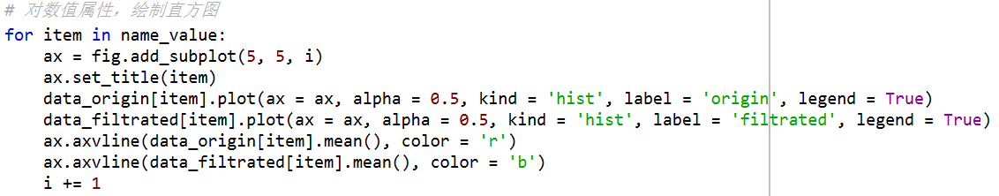 # 对数值属性，绘制直方图
for item in name_value:
    ax = fig.add_subplot(5, 5, i)
    ax.set_title(item)
    data_origin[item].plot(ax = ax, alpha = 0.5, kind = 'hist', label = 'origin', legend = True)
    data_filtrated[item].plot(ax = ax, alpha = 0.5, kind = 'hist', label = 'filtrated', legend = True)
    ax.axvline(data_origin[item].mean(), color = 'r')
    ax.axvline(data_filtrated[item].mean(), color = 'b')
    i += 1